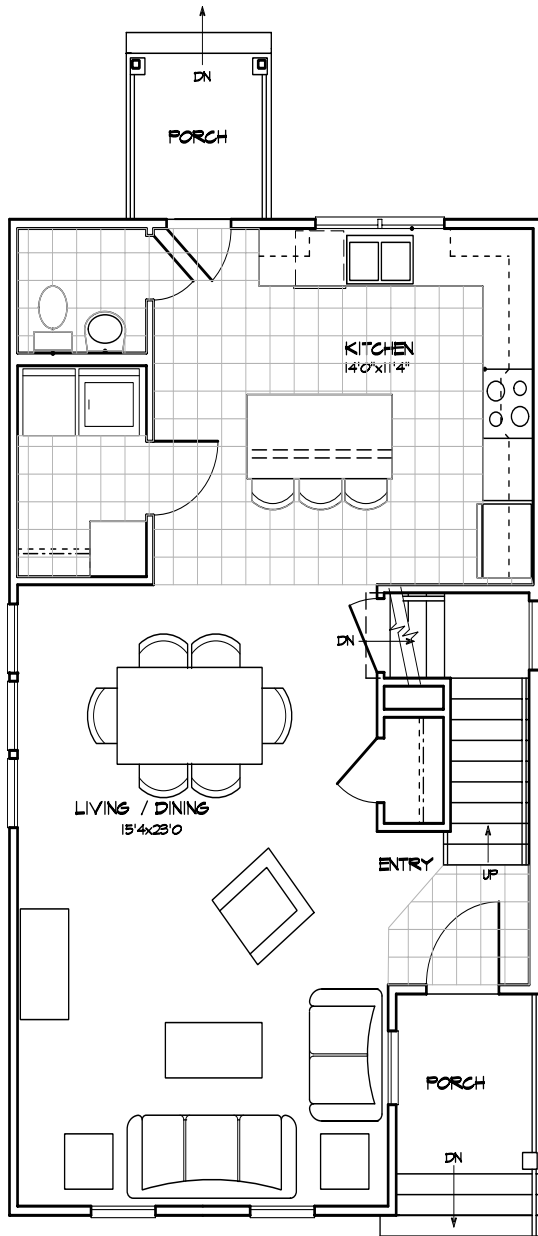 DN
PORCH
KITCHEN
14'0"x11'4"
DN
LIVING / DINING
15'4x23'0
ENTRY
UP
PORCH
DN